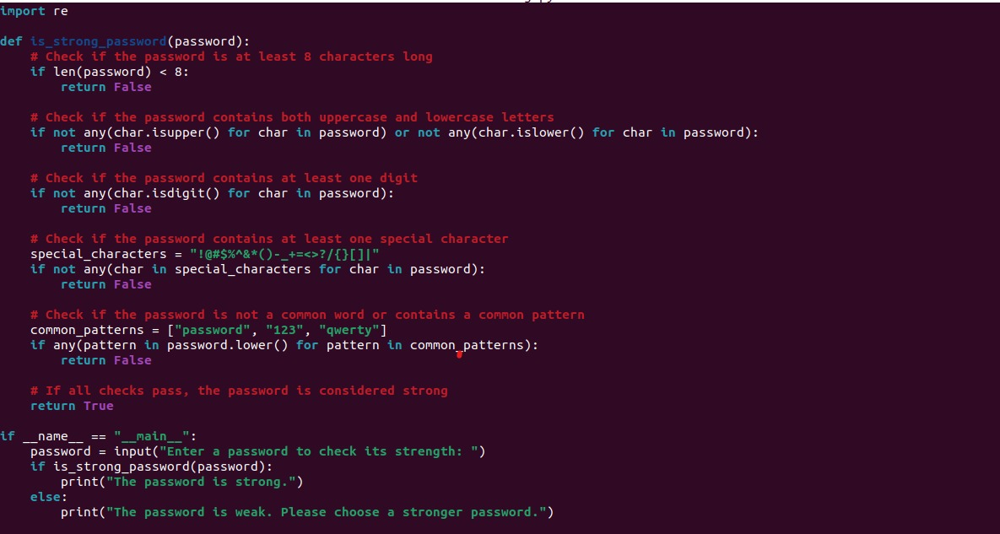 import re
def is_strong_password(password):
    # Check if the password is at least 8 characters long
    if len(password) < 8:
        return False
    # Check if the password contains both uppercase and lowercase letters
    if not any(char.isupper() for char in password) or not any(char.islower() for char in password):
        return False
    # Check if the password contains at least one digit
    if not any(char.isdigit() for char in password):
        return False
    # Check if the password contains at least one special character
    special_characters = "!@#$%^&*()-_+=<>?/{}[]|"
    if not any(char in special_characters for char in password):
        return False
    # Check if the password is not a common word or contains a common pattern
    common_patterns = ["password", "123", "qwerty"]
    if any(pattern in password.lower() for pattern in common_patterns):
        return False
    # If all checks pass, the password is considered strong
    return True
if __name__ == "__main__":
    password = input("Enter a password to check its strength: ")
    if is_strong_password(password):
        print("The password is strong.")
    else:
        print("The password is weak. Please choose a stronger password.")